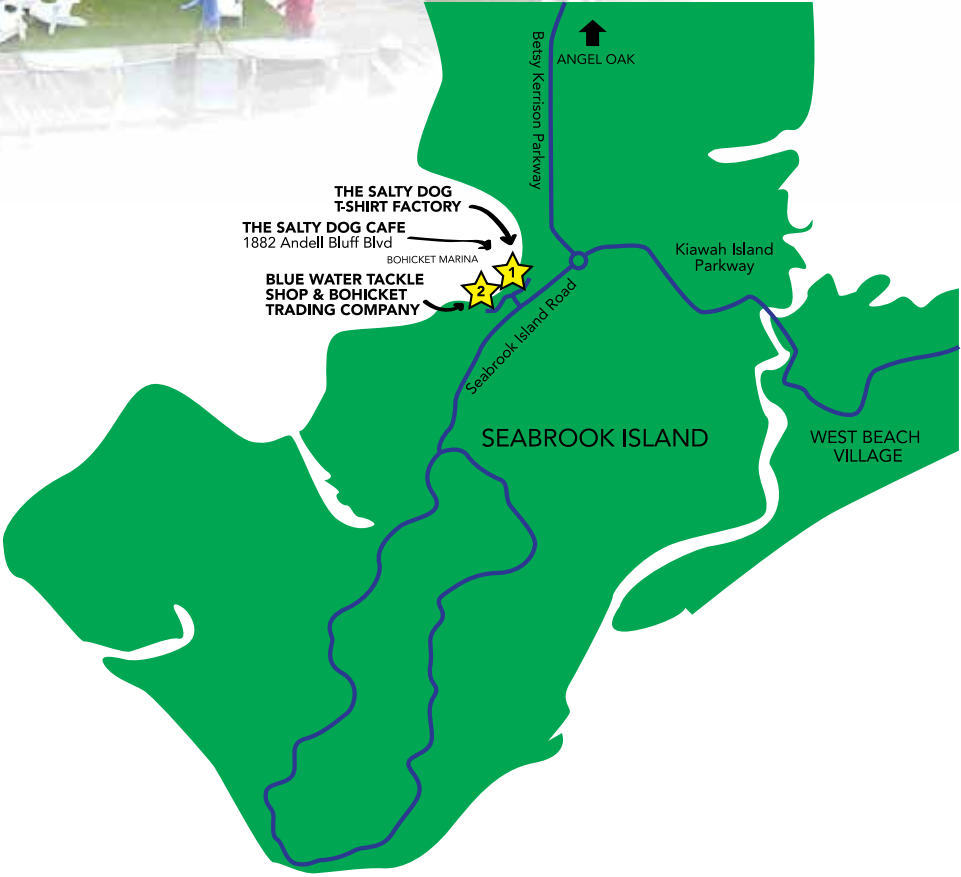 Betsy Kerrison Parkway
ANGEL OAK
THE SALTY DOG
T-SHIRT FACTORY
THE SALTY DOG CAFE
1882 Andell Bluff Blvd
BOHICKET MARINA
BLUE WATER TACKLE
SHOP & BOHICKET
TRADING COMPANY
1
2
Kiawah Island
Parkway
Seabrook Island Road
SEABROOK ISLAND
WEST BEACH
VILLAGE